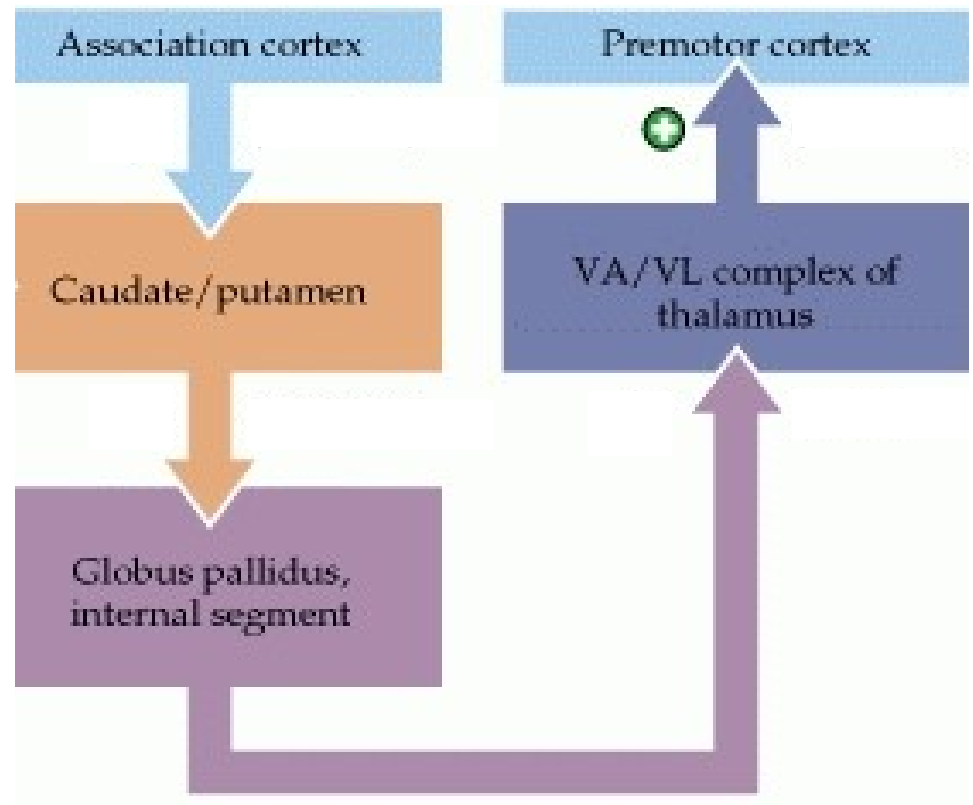 Association cortex
Premotor cortex
Caudate/putamen
VA/VL complex of
thalamus
Globus pallidus,
internal segment